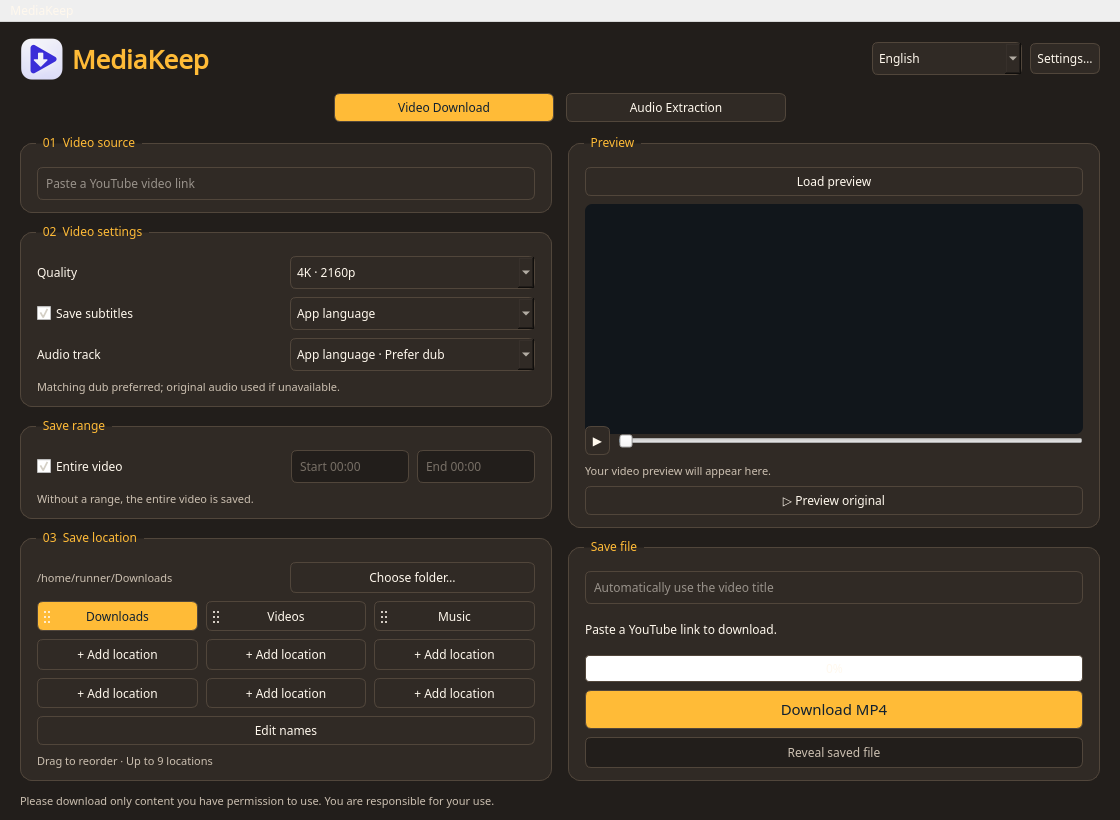 MediaKeep
MediaKeep
English
Settings...
Video Download
Audio Extraction
01 Video source
Paste a YouTube video link
02 Video settings
Quality
4K · 2160p
Save subtitles
App language
Audio track
App language · Prefer dub
Matching dub preferred; original audio used if unavailable.
Save range
Entire video
Start 00:00
End 00:00
Without a range, the entire video is saved.
03 Save location
/home/runner/Downloads
Choose folder...
Downloads
Videos
Music
+ Add location
+ Add location
+ Add location
+ Add location
+ Add location
+ Add location
Edit names
Drag to reorder · Up to 9 locations
Preview
Load preview
Your video preview will appear here.
▷ Preview original
Save file
Automatically use the video title
Paste a YouTube link to download.
Download MP4
Reveal saved file
Please download only content you have permission to use. You are responsible for your use.